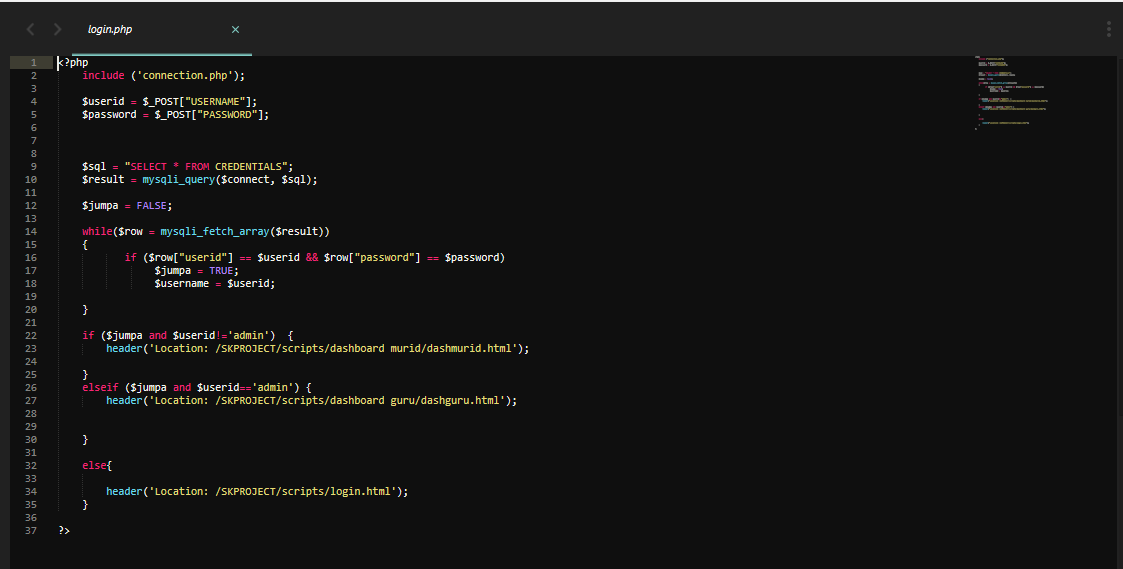 login.php
1 <?php
2 include ('connection.php');
3
4 $userid = $_POST["USERNAME"];
5 $password = $_POST["PASSWORD"];
6
7
8
9 $sql = "SELECT * FROM CREDENTIALS";
10 $result = mysqli_query($connect, $sql);
11
12 $jumpa = FALSE;
13
14 while($row = mysqli_fetch_array($result))
15 {
16 if ($row["userid"] == $userid && $row["password"] == $password)
17 $jumpa = TRUE;
18 $username = $userid;
19
20 }
21
22 if ($jumpa and $userid!='admin')  {
23 header('Location: /SKPROJECT/scripts/dashboard murid/dashmurid.html');
24
25 }
26 elseif ($jumpa and $userid=='admin') {
27 header('Location: /SKPROJECT/scripts/dashboard guru/dashguru.html');
28
29
30 }
31
32 else{
33
34 header('Location: /SKPROJECT/scripts/login.html');
35 }
36
37 ?>